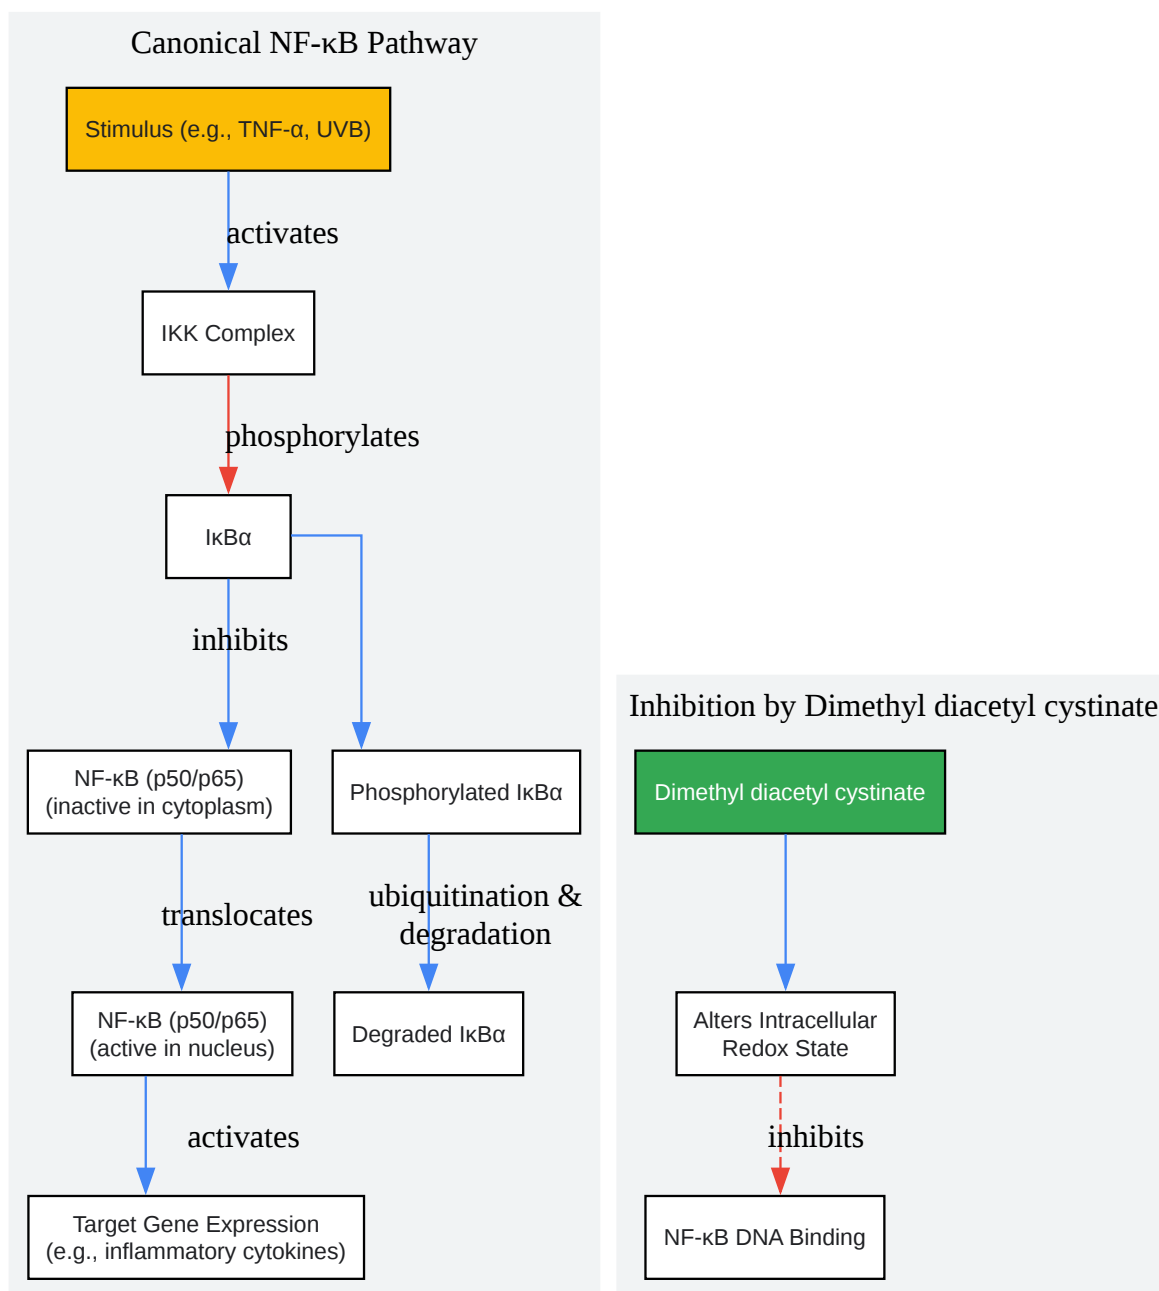 Canonical NF-κB Pathway
Stimulus (e.g., TNF-α, UVB)
activates
IKK Complex
phosphorylates
IκBα
inhibits
NF-κB (p50/p65)
(inactive in cytoplasm)
Phosphorylated IκBα
translocates
ubiquitination &
degradation
NF-κB (p50/p65)
(active in nucleus)
Degraded IκBα
activates
Target Gene Expression
(e.g., inflammatory cytokines)
Inhibition by Dimethyl diacetyl cystinate
Dimethyl diacetyl cystinate
Alters Intracellular
Redox State
inhibits
NF-κB DNA Binding